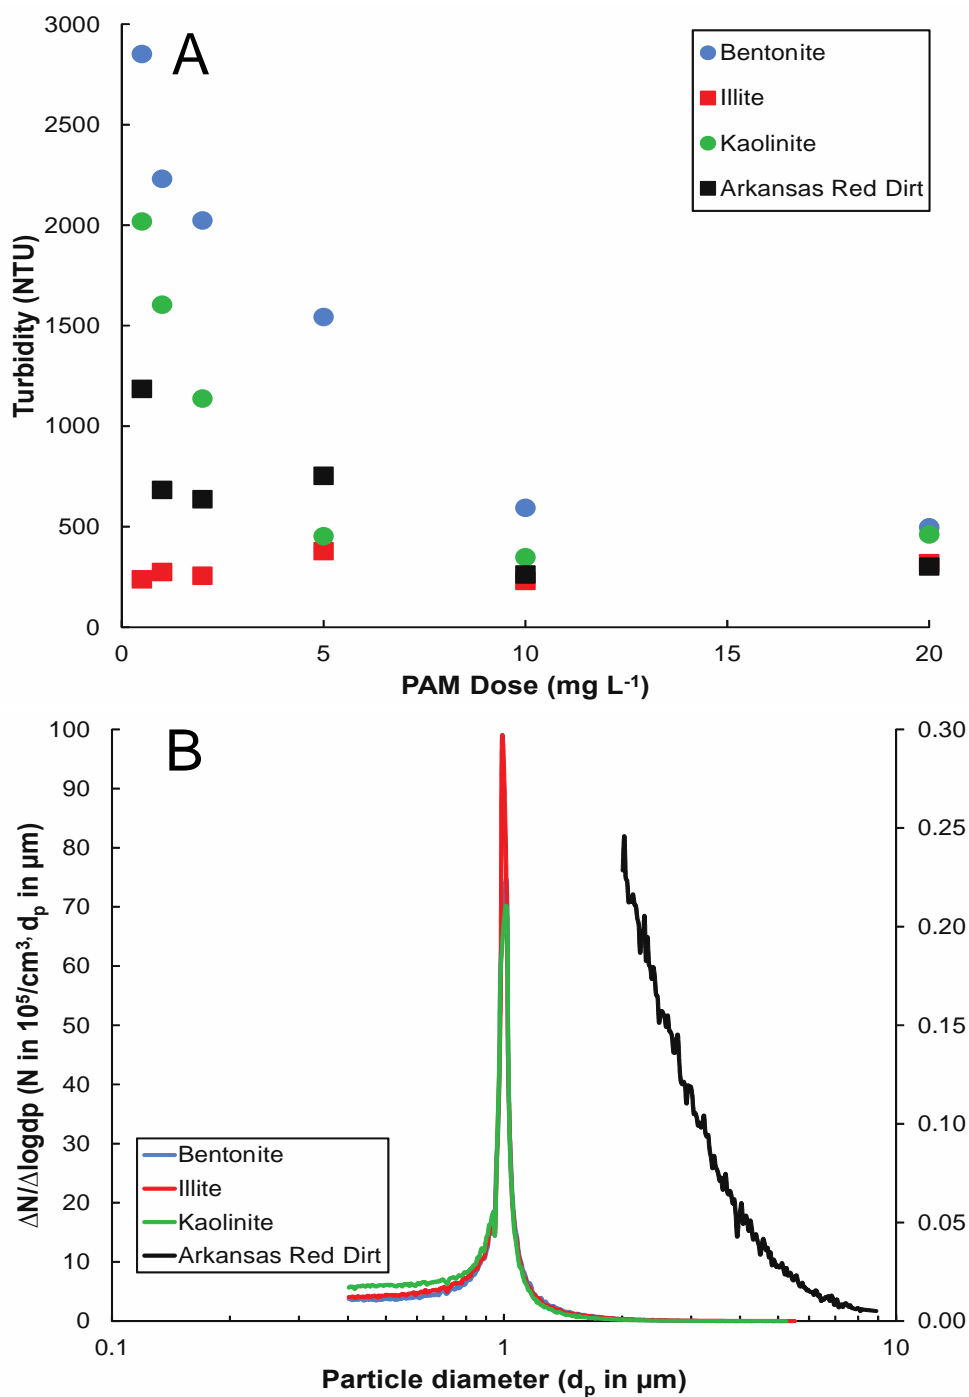 A
3000
2500
2000
1500
1000
500
0
Turbidity (NTU)
Bentonite
Illite
Kaolinite
Arkansas Red Dirt
0 5 10 15 20
PAM Dose (mg L⁻¹)
B
100
90
80
70
60
50
40
30
20
10
0
ΔN/Δlogdp (N in 10⁵/cm³, dₚ in µm)
0.30
0.25
0.20
0.15
0.10
0.05
0.00
Bentonite
Illite
Kaolinite
Arkansas Red Dirt
0.1 1 10
Particle diameter (dₚ in µm)